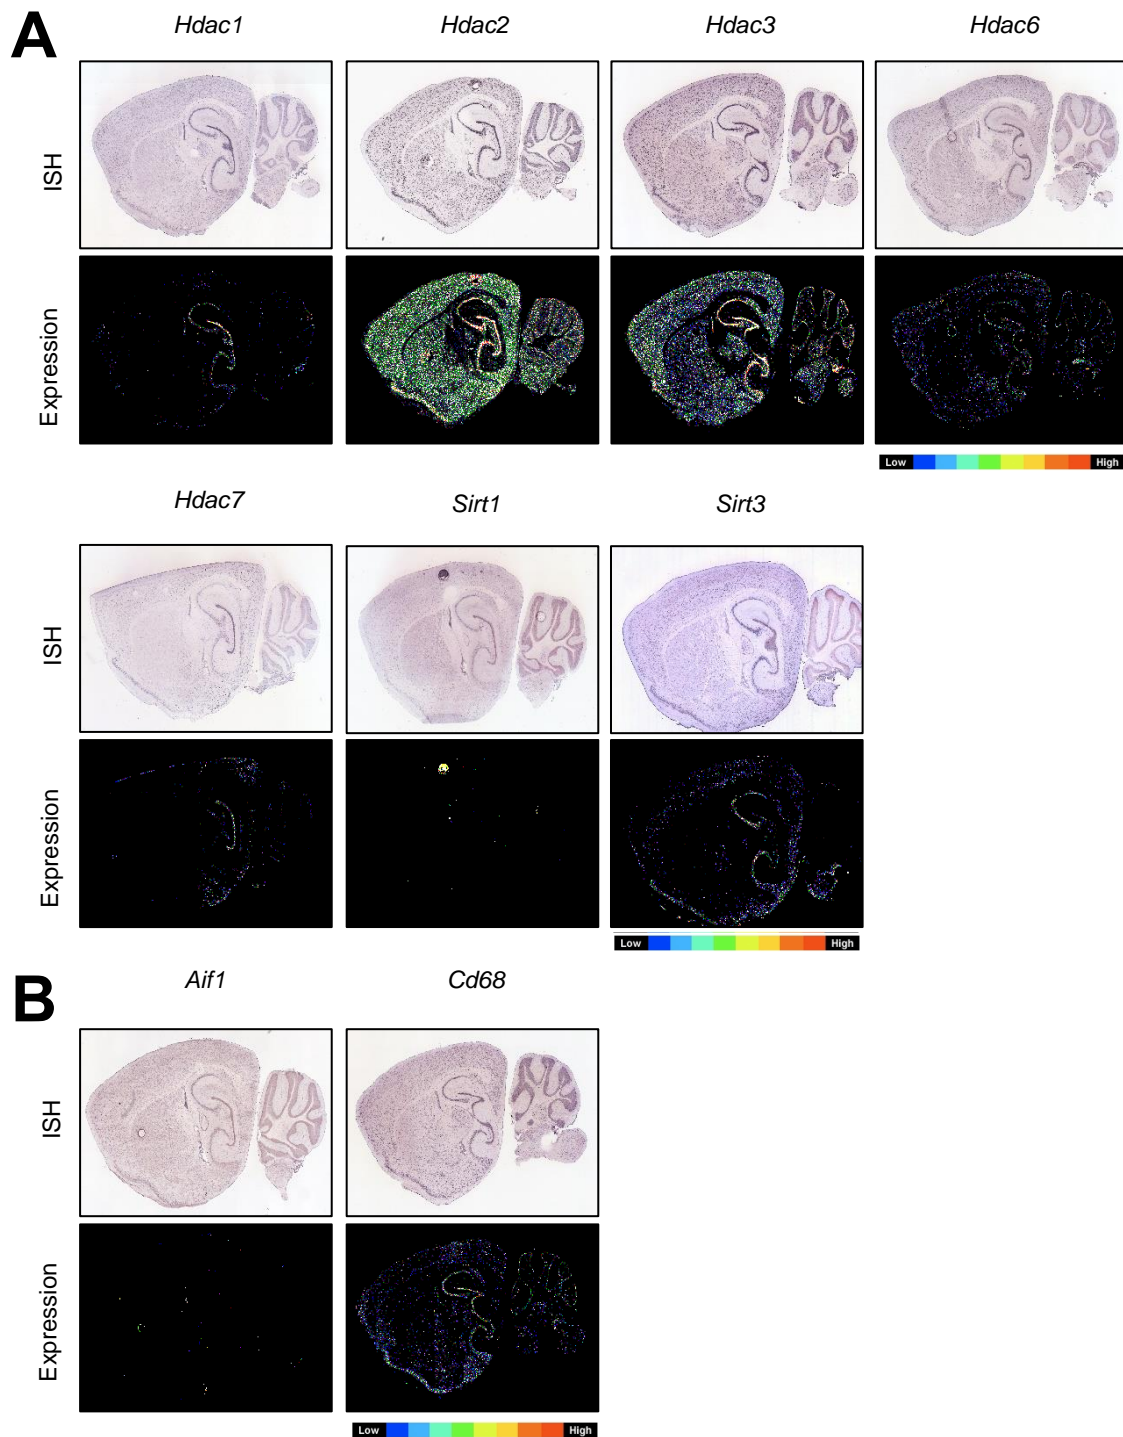 A
Hdac1 Hdac2 Hdac3 Hdac6
ISH
Expression
Low High
Hdac7 Sirt1 Sirt3
ISH
Expression
Low High
B
Aif1 Cd68
ISH
Expression
Low High